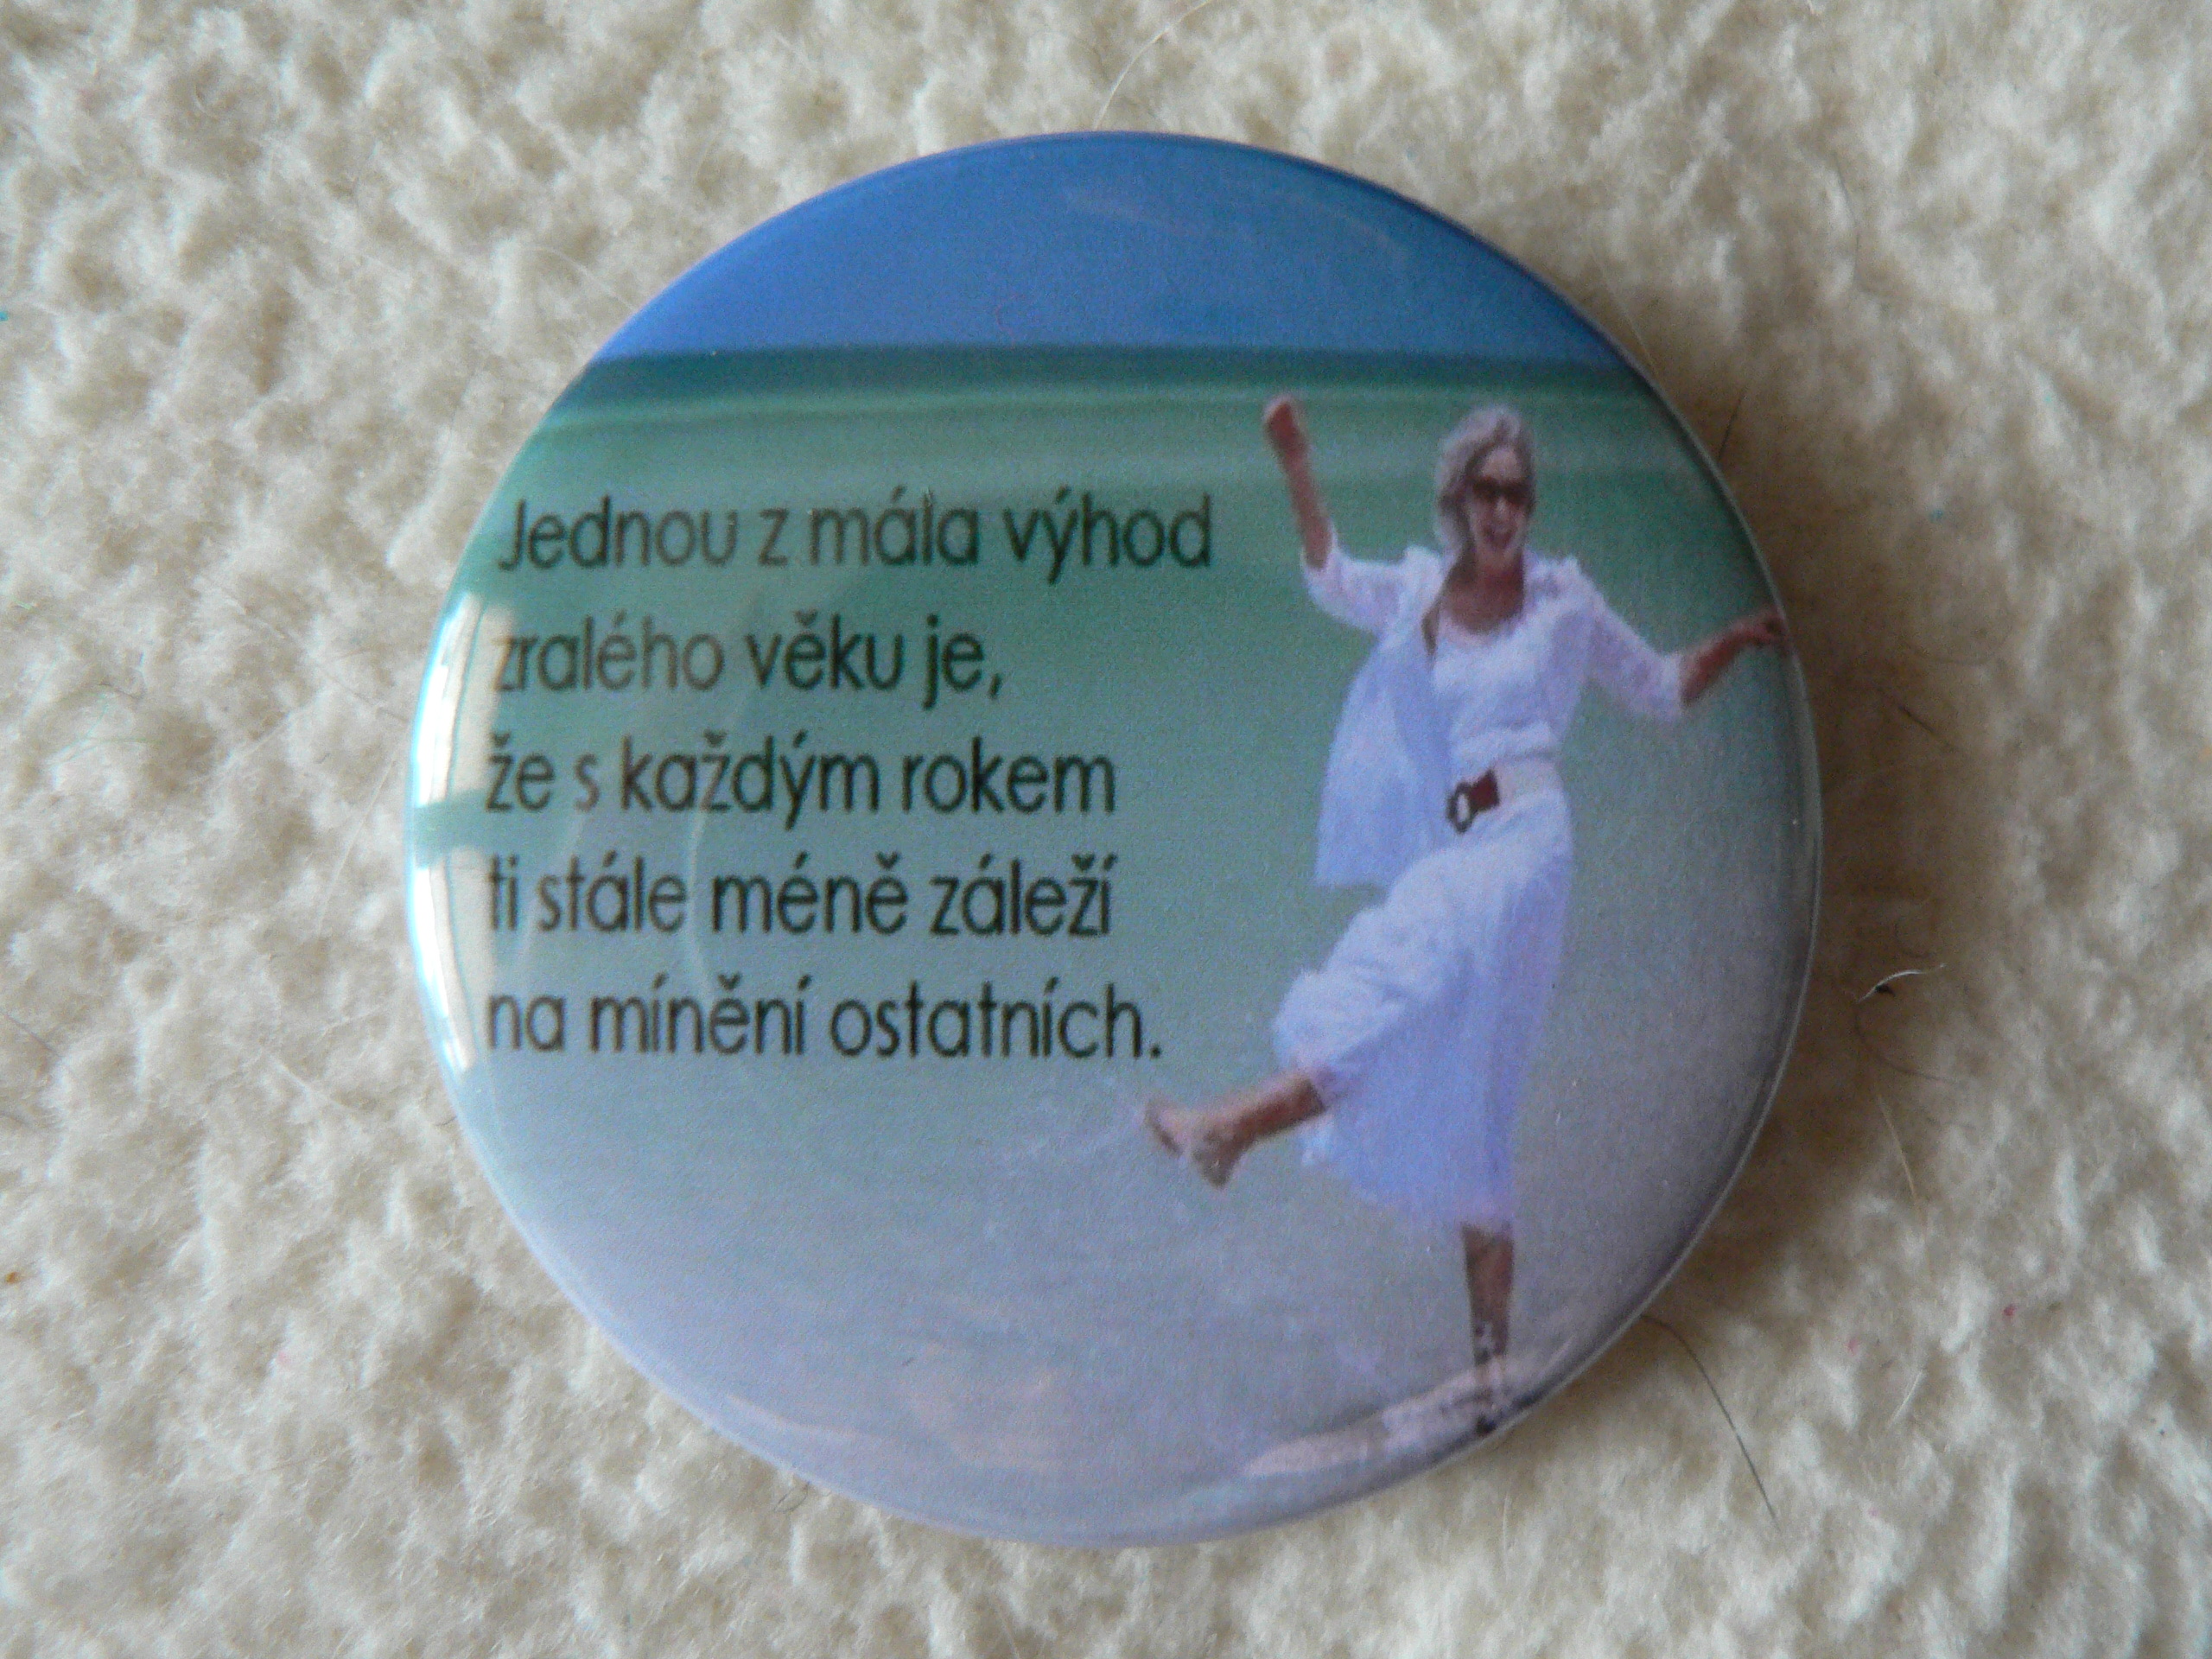 Jednou z mála výhod
zralého věku je,
že s každým rokem
ti stále méně záleží
na mínění ostatních.